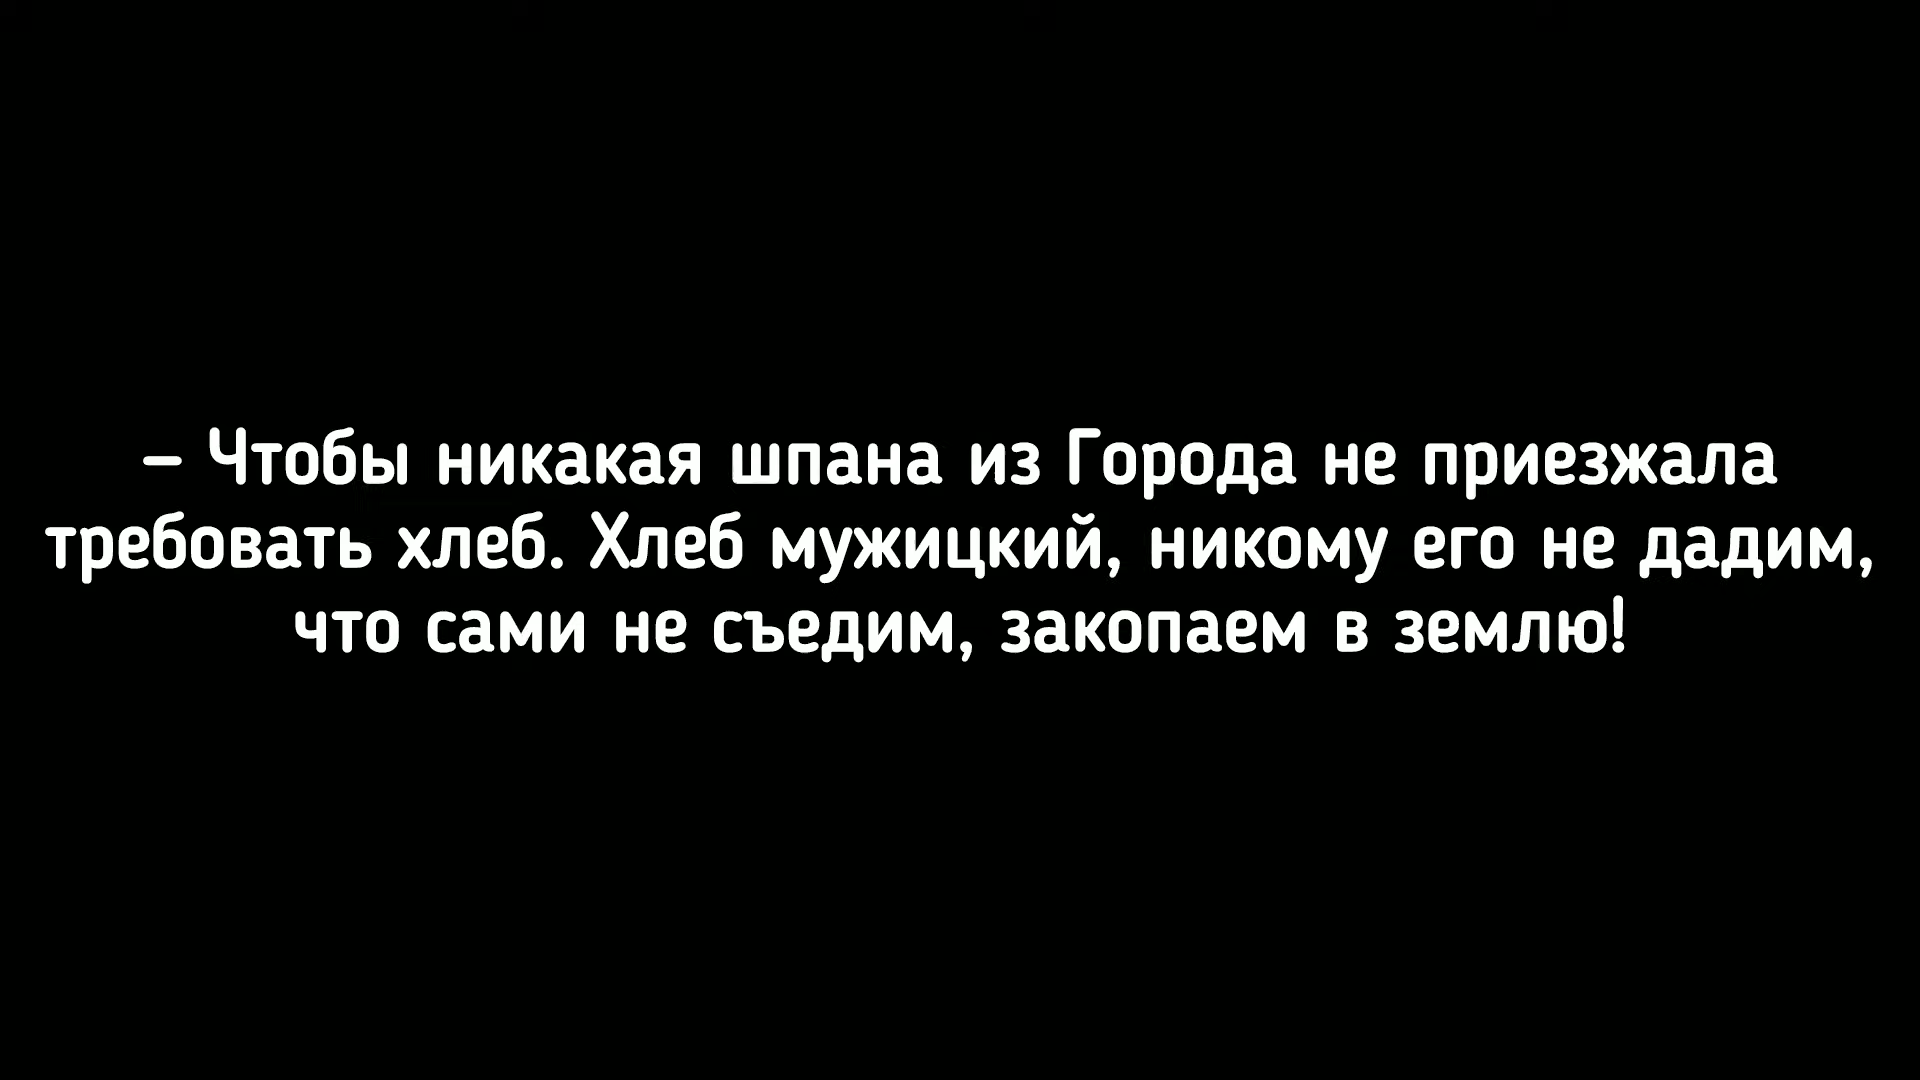 – Чтобы никакая шпана из Города не приезжала
требовать хлеб. Хлеб мужицкий, никому его не дадим,
что сами не съедим, закопаем в землю!